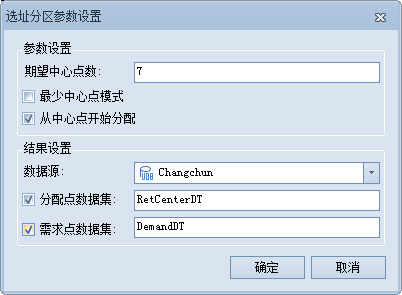 选址分区参数设置
参数设置
期望中心点数: 7
最少中心点模式
从中心点开始分配
结果设置
数据源: UDB Changchun
分配点数据集: RetCenterDT
需求点数据集: DemandDT
确定 取消